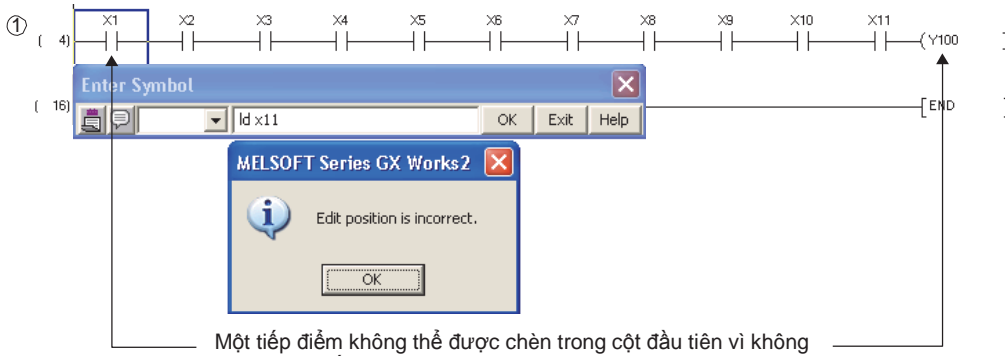 ①
X1 X2 X3 X4 X5 X6 X7 X8 X9 X10 X11
( 4) ( Y100
Enter Symbol
( 16) [ END ]
ld x11 OK Exit Help
MELSOFT Series GX Works2
Edit position is incorrect.
OK
Một tiếp điểm không thể được chèn trong cột đầu tiên vì không